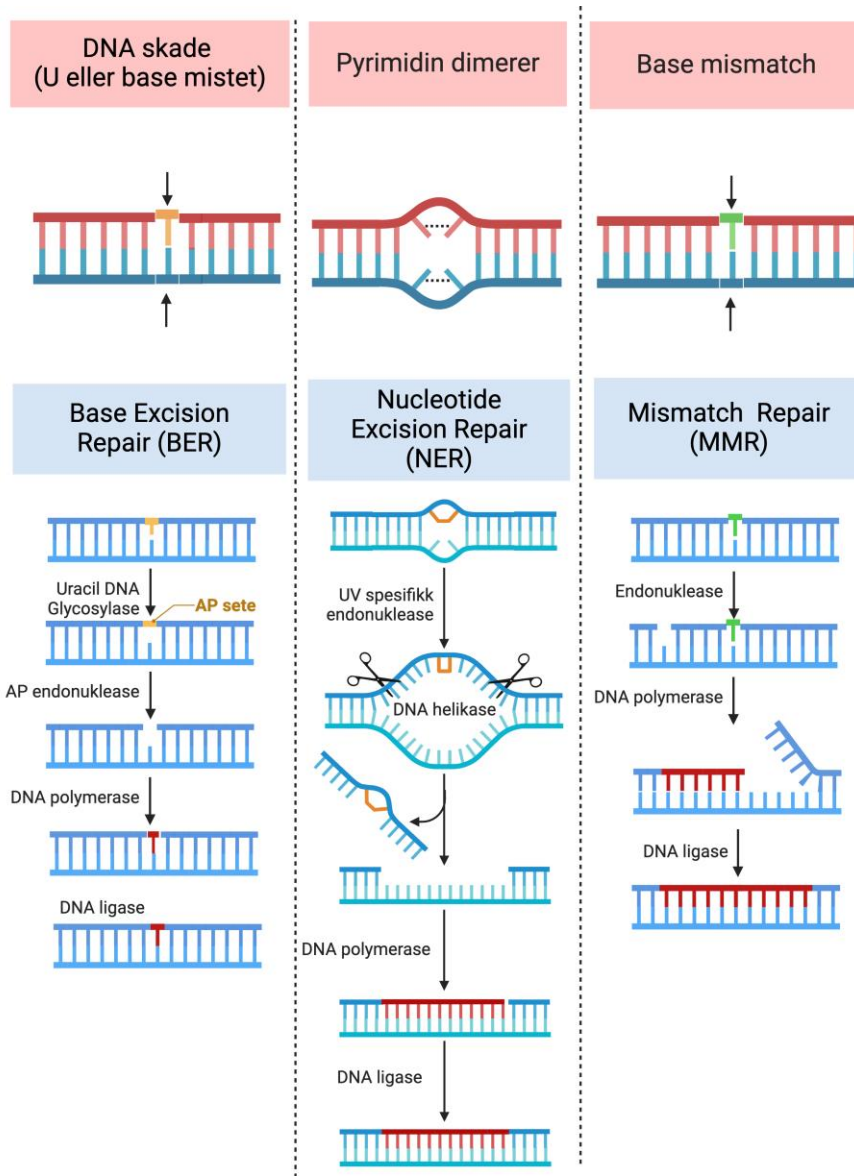 DNA skade
(U eller base mistet)
Base Excision
Repair (BER)
Uracil DNA
Glycosylase
AP sete
AP endonuklease
DNA polymerase
DNA ligase
Pyrimidin dimerer
Nucleotide
Excision Repair
(NER)
UV spesifikk
endonuklease
DNA helikase
DNA polymerase
DNA ligase
Base mismatch
Mismatch Repair
(MMR)
Endonuklease
DNA polymerase
DNA ligase